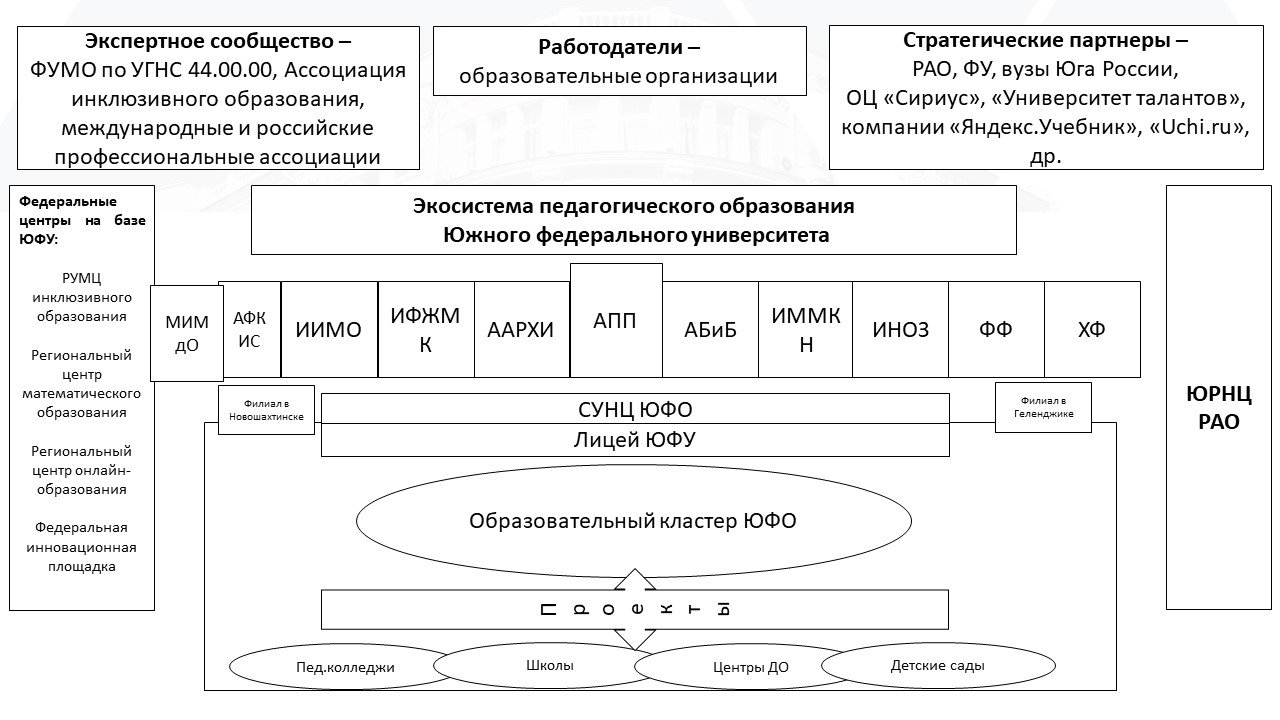 Экспертное сообщество –
ФУМО по УГНС 44.00.00, Ассоциация
инклюзивного образования,
международные и российские
профессиональные ассоциации
Работодатели –
образовательные организации
Стратегические партнеры –
РАО, ФУ, вузы Юга России,
ОЦ «Сириус», «Университет талантов»,
компании «Яндекс.Учебник», «Uchi.ru»,
др.
Федеральные
центры на базе
ЮФУ:
РУМЦ
инклюзивного
образования
Региональный
центр
математического
образования
Региональный
центр онлайн-
образования
Федеральная
инновационная
площадка
Экосистема педагогического образования
Южного федерального университета
МИМ
дО
АФК
ИС
ИИМО
ИФЖМ
К
ААРХИ
АПП
АБиБ
ИММК
Н
ИНОЗ
ФФ
ХФ
ЮРНЦ
РАО
Филиал в
Новошахтинске
СУНЦ ЮФО
Лицей ЮФУ
Филиал в
Геленджике
Образовательный кластер ЮФО
Проекты
Пед.колледжи
Школы
Центры ДО
Детские сады